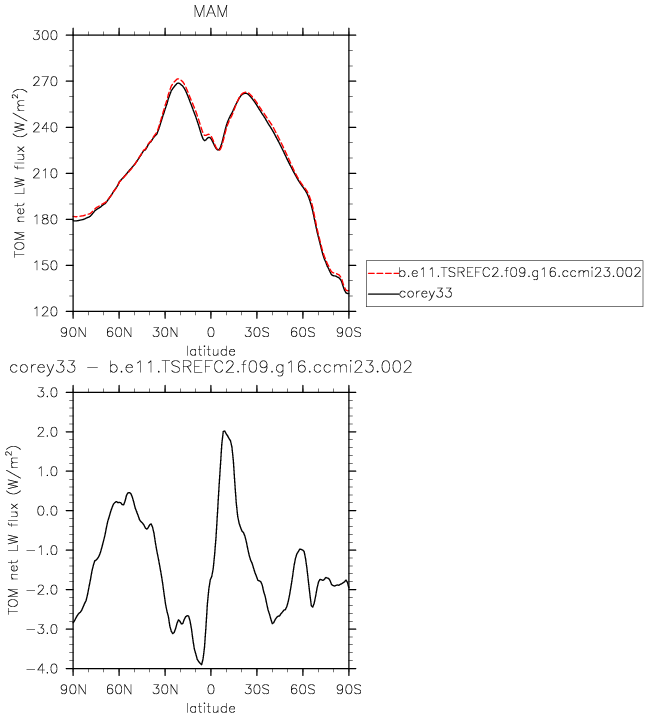 MAM
TOM net LW flux (W/m²)
300
270
240
210
180
150
120
90N 60N 30N 0 30S 60S 90S
latitude
b.e11.TSREFC2.f09.g16.ccmi23.002
corey33
corey33 − b.e11.TSREFC2.f09.g16.ccmi23.002
TOM net LW flux (W/m²)
3.0
2.0
1.0
0.0
-1.0
-2.0
-3.0
-4.0
90N 60N 30N 0 30S 60S 90S
latitude